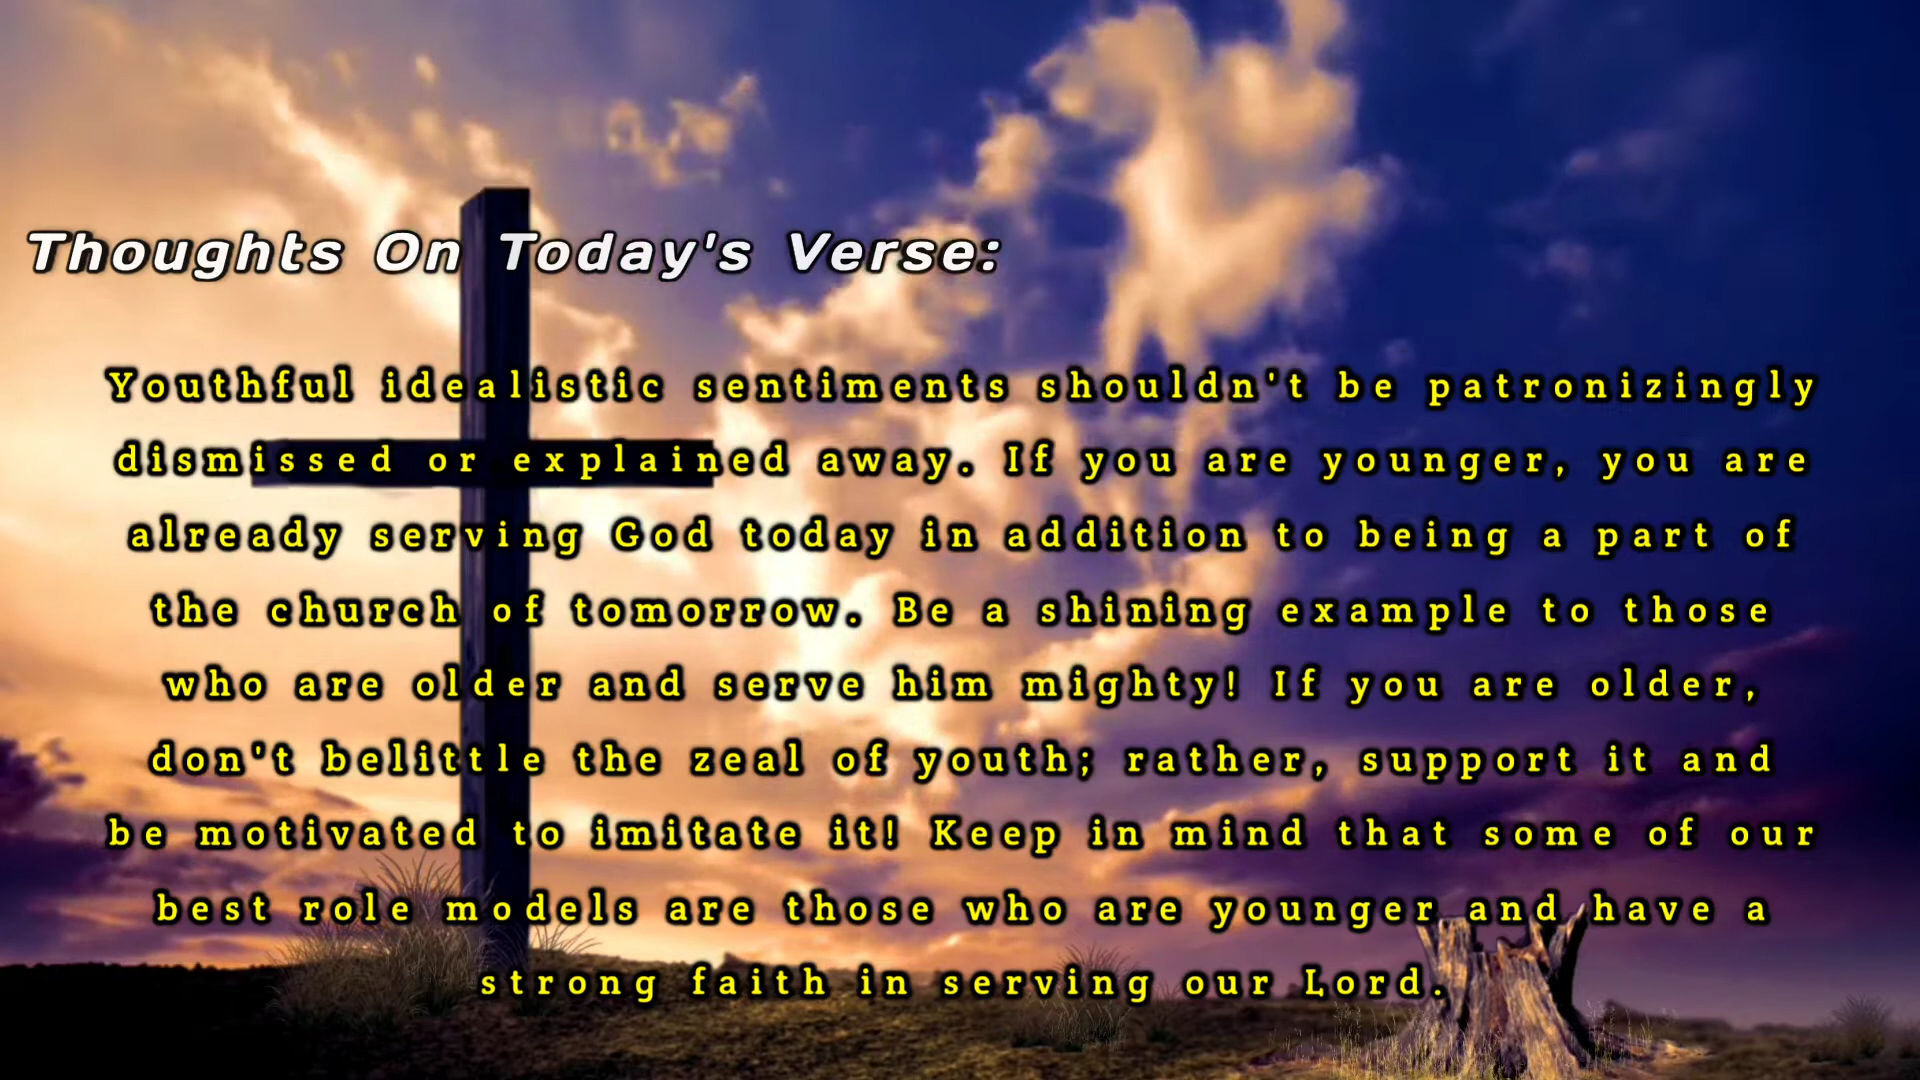 Thoughts On Today's Verse:
Youthful idealistic sentiments shouldn't be patronizingly
dismissed or explained away. If you are younger, you are
already serving God today in addition to being a part of
the church of tomorrow. Be a shining example to those
who are older and serve him mighty! If you are older,
don't belittle the zeal of youth; rather, support it and
be motivated to imitate it! Keep in mind that some of our
best role models are those who are younger and have a
strong faith in serving our Lord.